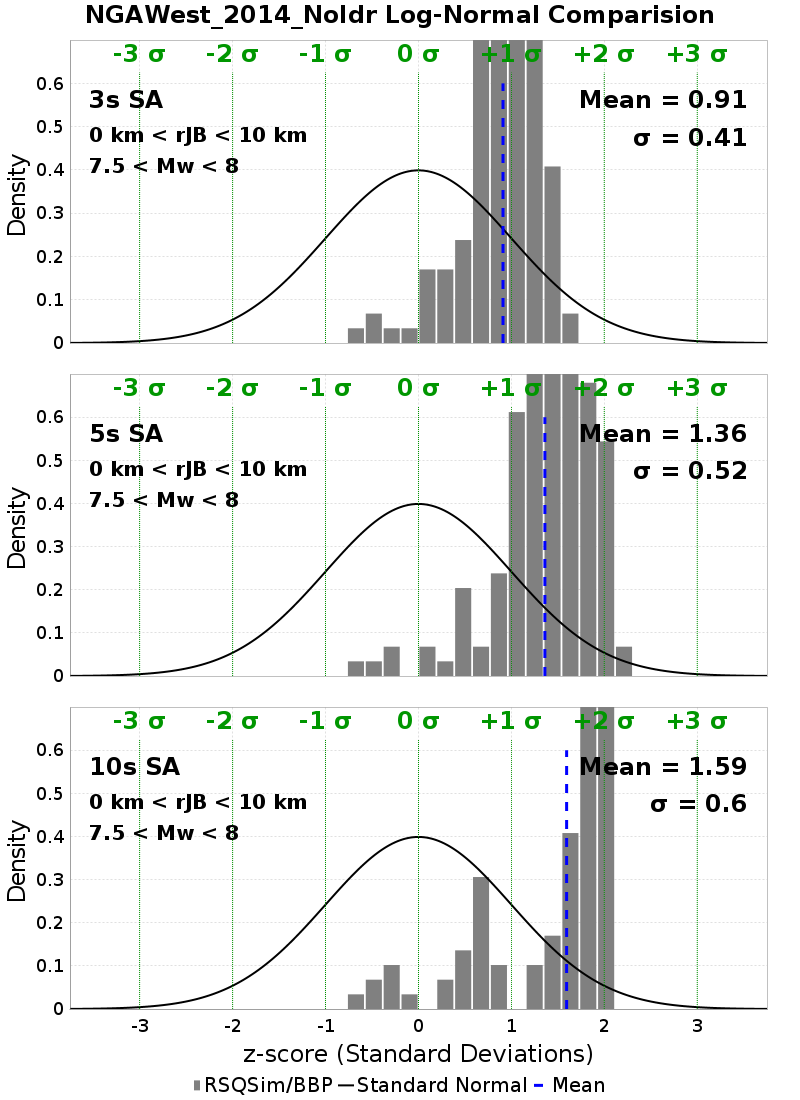 NGAWest_2014_NoIdr Log-Normal Comparision
-3 σ -2 σ -1 σ 0 σ +1 σ +2 σ +3 σ
3s SA Mean = 0.91
0 km < rJB < 10 km σ = 0.41
7.5 < Mw < 8
Density
0.6
0.5
0.4
0.3
0.2
0.1
0
-3 σ -2 σ -1 σ 0 σ +1 σ +2 σ +3 σ
5s SA Mean = 1.36
0 km < rJB < 10 km σ = 0.52
7.5 < Mw < 8
Density
0.6
0.5
0.4
0.3
0.2
0.1
0
-3 σ -2 σ -1 σ 0 σ +1 σ +2 σ +3 σ
10s SA Mean = 1.59
0 km < rJB < 10 km σ = 0.6
7.5 < Mw < 8
Density
0.6
0.5
0.4
0.3
0.2
0.1
0
-3 -2 -1 0 1 2 3
z-score (Standard Deviations)
RSQSim/BBP Standard Normal Mean